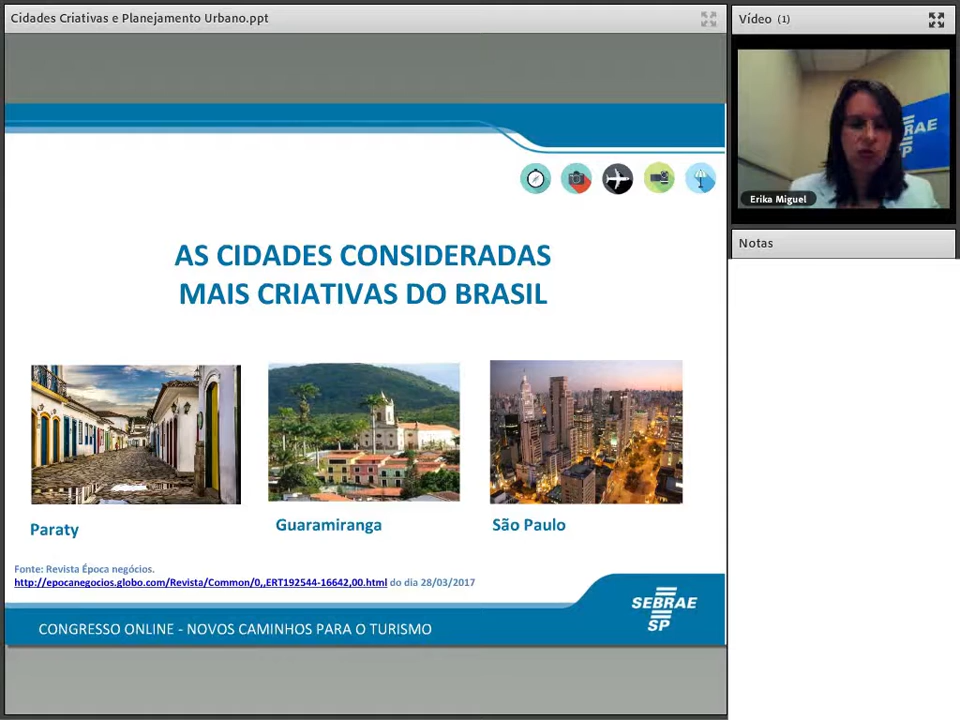 Cidades Criativas e Planejamento Urbano.ppt
Vídeo (1)
RAE
SP
Erika Miguel
Notas
AS CIDADES CONSIDERADAS
MAIS CRIATIVAS DO BRASIL
Paraty
Guaramiranga
São Paulo
Fonte: Revista Época negócios.
http://epocanegocios.globo.com/Revista/Common/0,,ERT192544-16642,00.html do dia 28/03/2017
SEBRAE
SP
CONGRESSO ONLINE - NOVOS CAMINHOS PARA O TURISMO